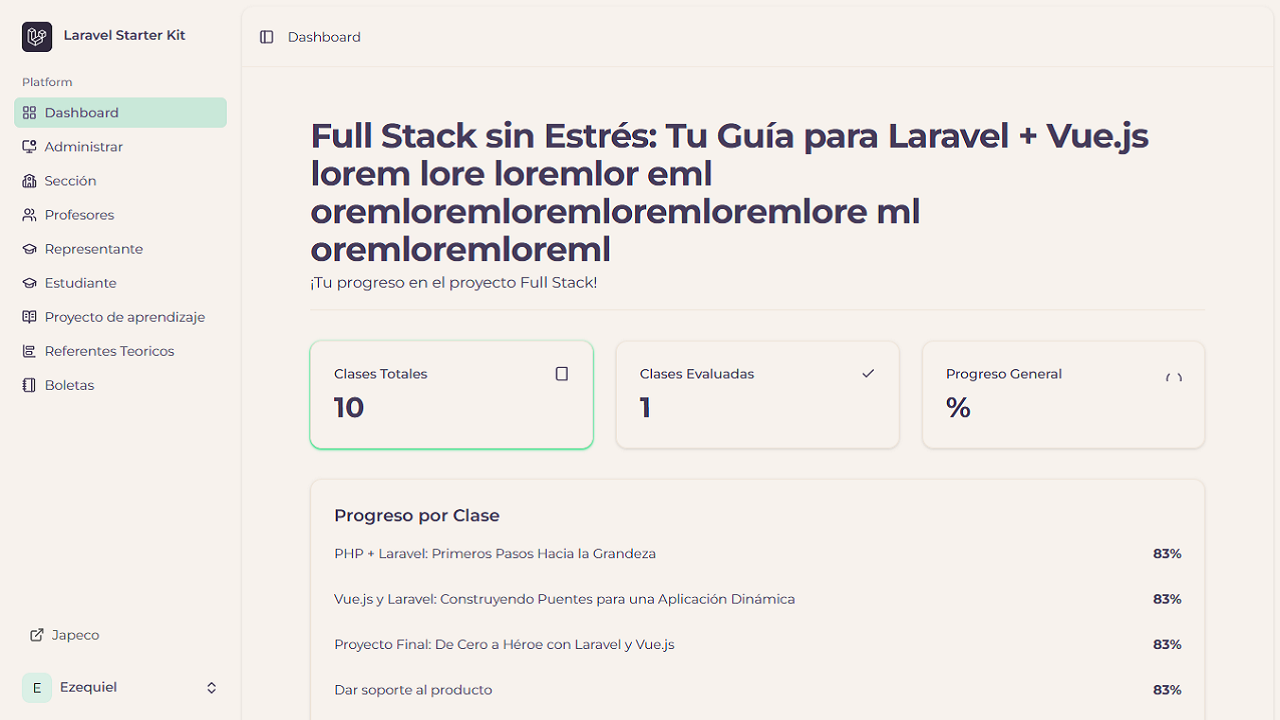 Laravel Starter Kit
Platform
Dashboard
Administrar
Sección
Profesores
Representante
Estudiante
Proyecto de aprendizaje
Referentes Teoricos
Boletas
Japeco
E Ezequiel
Dashboard
Full Stack sin Estrés: Tu Guía para Laravel + Vue.js
lorem lore loremlor eml
oremloremloremloremloremlore ml
oremloremloreml
¡Tu progreso en el proyecto Full Stack!
Clases Totales
10
Clases Evaluadas
1
Progreso General
%
Progreso por Clase
PHP + Laravel: Primeros Pasos Hacia la Grandeza 83%
Vue.js y Laravel: Construyendo Puentes para una Aplicación Dinámica 83%
Proyecto Final: De Cero a Héroe con Laravel y Vue.js 83%
Dar soporte al producto 83%